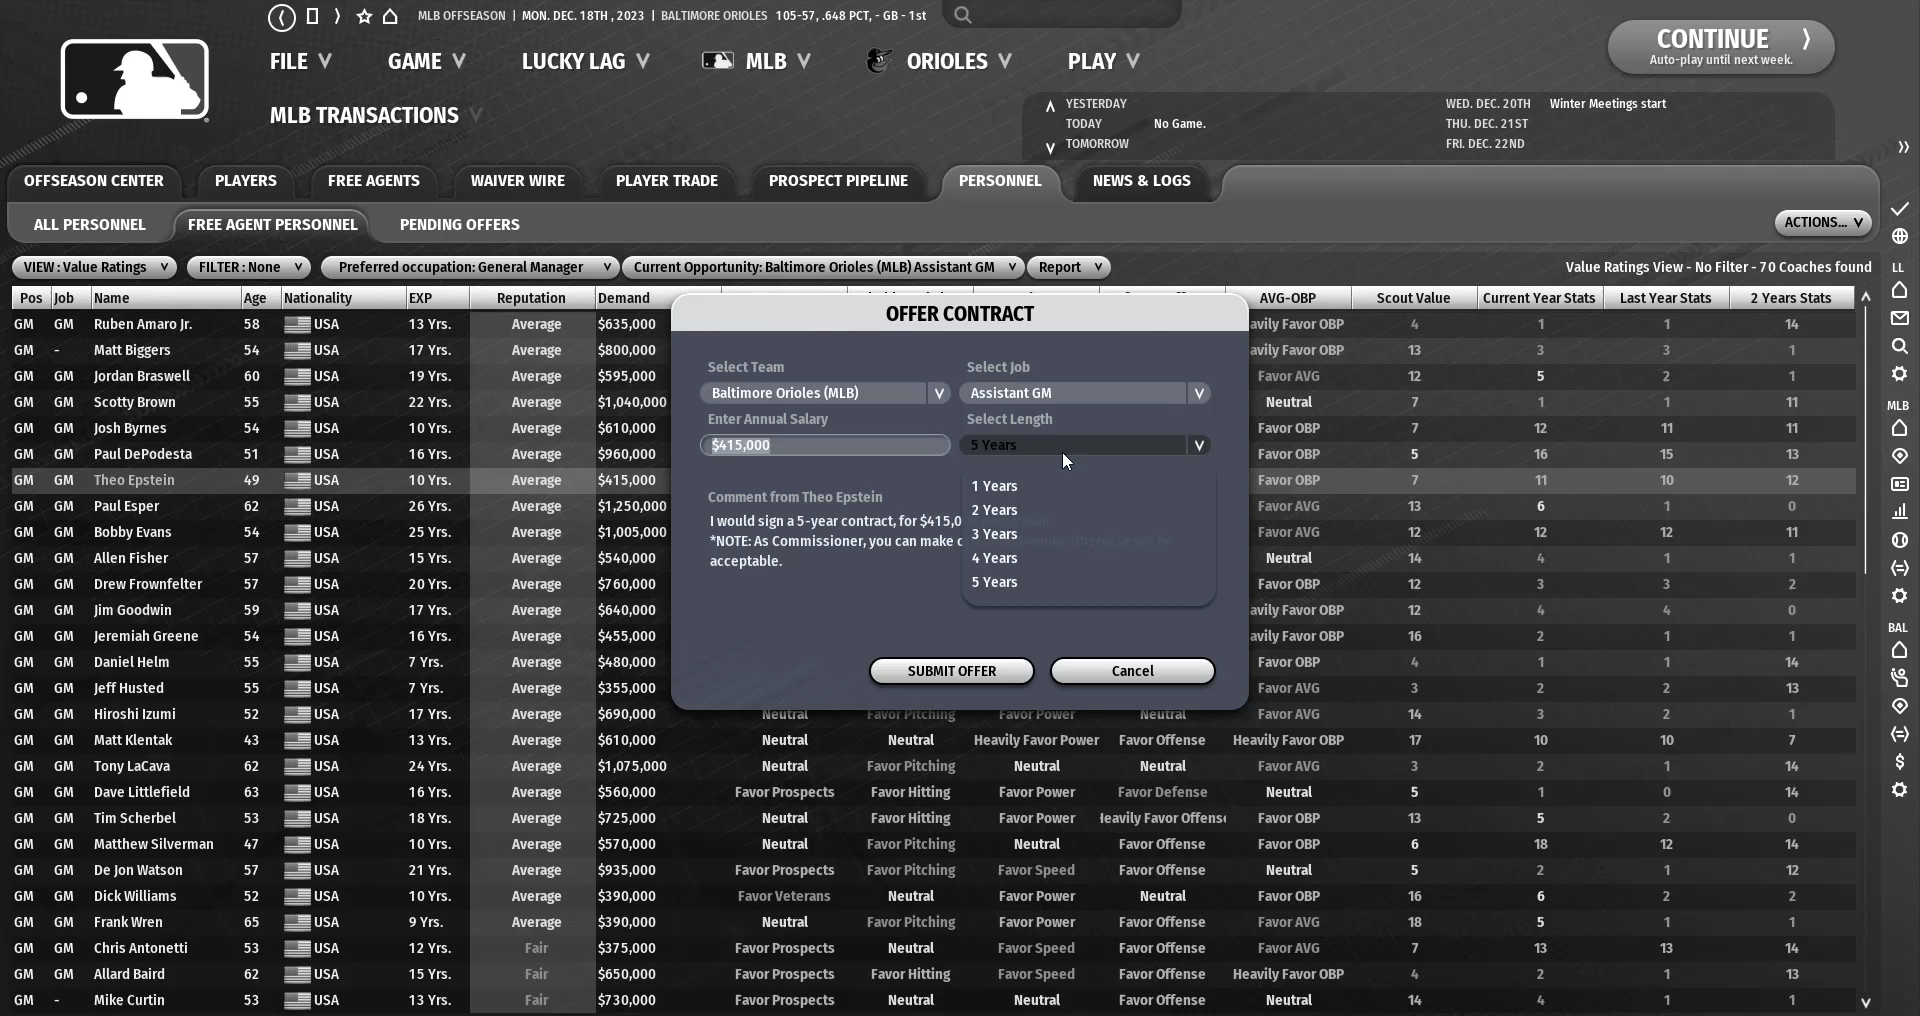 MLB OFFSEASON | MON. DEC. 18TH , 2023 | BALTIMORE ORIOLES 105-57, .648 PCT, - GB - 1st
FILE GAME LUCKY LAG MLB ORIOLES PLAY
CONTINUE
Auto-play until next week.
MLB TRANSACTIONS
YESTERDAY WED. DEC. 20TH Winter Meetings start
TODAY No Game. THU. DEC. 21ST
TOMORROW FRI. DEC. 22ND
OFFSEASON CENTER PLAYERS FREE AGENTS WAIVER WIRE PLAYER TRADE PROSPECT PIPELINE PERSONNEL NEWS & LOGS
ALL PERSONNEL FREE AGENT PERSONNEL PENDING OFFERS ACTIONS...
VIEW : Value Ratings FILTER : None Preferred occupation: General Manager Current Opportunity: Baltimore Orioles (MLB) Assistant GM Report Value Ratings View - No Filter - 70 Coaches found
Pos Job Name Age Nationality EXP Reputation Demand AVG-OBP Scout Value Current Year Stats Last Year Stats 2 Years Stats
GM GM Ruben Amaro Jr. 58 USA 13 Yrs. Average $635,000 avily Favor OBP 4 1 1 14
GM - Matt Biggers 54 USA 17 Yrs. Average $800,000 avily Favor OBP 13 3 3 1
GM GM Jordan Braswell 60 USA 19 Yrs. Average $595,000 Favor AVG 12 5 2 1
GM GM Scotty Brown 55 USA 22 Yrs. Average $1,040,000 Neutral 7 1 1 11
GM GM Josh Byrnes 54 USA 10 Yrs. Average $610,000 Favor OBP 7 12 11 11
GM GM Paul DePodesta 51 USA 16 Yrs. Average $960,000 Favor OBP 5 16 15 13
GM GM Theo Epstein 49 USA 10 Yrs. Average $415,000 Favor OBP 7 11 10 12
GM GM Paul Esper 62 USA 26 Yrs. Average $1,250,000 Favor OBP 13 6 1 0
GM GM Bobby Evans 54 USA 25 Yrs. Average $1,005,000 Favor AVG 12 12 12 11
GM GM Allen Fisher 57 USA 15 Yrs. Average $540,000 Neutral 14 4 1 1
GM GM Drew Frownfelter 57 USA 20 Yrs. Average $760,000 Favor OBP 12 3 3 2
GM GM Jim Goodwin 59 USA 17 Yrs. Average $640,000 avily Favor OBP 12 4 4 0
GM GM Jeremiah Greene 54 USA 16 Yrs. Average $455,000 avily Favor OBP 16 2 1 1
GM GM Daniel Helm 55 USA 7 Yrs. Average $480,000 Favor OBP 4 1 1 14
GM GM Jeff Husted 55 USA 7 Yrs. Average $355,000 Favor AVG 3 2 2 13
GM GM Hiroshi Izumi 52 USA 17 Yrs. Average $690,000 Neutral Favor Pitching Favor Power Neutral Favor AVG 14 3 2 1
GM GM Matt Klentak 43 USA 13 Yrs. Average $610,000 Neutral Neutral Heavily Favor Power Favor Offense Heavily Favor OBP 17 10 10 7
GM GM Tony LaCava 62 USA 24 Yrs. Average $1,075,000 Neutral Favor Pitching Neutral Neutral Favor AVG 3 2 1 14
GM GM Dave Littlefield 63 USA 16 Yrs. Average $560,000 Favor Prospects Favor Hitting Favor Power Favor Defense Neutral 5 1 0 14
GM GM Tim Scherbel 53 USA 18 Yrs. Average $725,000 Neutral Favor Hitting Favor Power Heavily Favor Offens Favor OBP 13 5 2 0
GM GM Matthew Silverman 47 USA 10 Yrs. Average $570,000 Neutral Favor Pitching Neutral Favor Offense Favor OBP 6 18 12 14
GM GM De Jon Watson 57 USA 21 Yrs. Average $935,000 Favor Prospects Favor Pitching Favor Speed Favor Offense Neutral 5 2 1 12
GM GM Dick Williams 52 USA 10 Yrs. Average $390,000 Favor Veterans Neutral Favor Power Neutral Favor OBP 16 6 2 2
GM GM Frank Wren 65 USA 9 Yrs. Average $390,000 Neutral Favor Pitching Favor Power Favor Offense Favor AVG 18 5 1 1
GM GM Chris Antonetti 53 USA 12 Yrs. Fair $375,000 Favor Prospects Neutral Favor Speed Favor Offense Favor AVG 7 13 13 14
GM GM Allard Baird 62 USA 15 Yrs. Fair $650,000 Favor Prospects Favor Hitting Favor Speed Favor Offense Heavily Favor OBP 4 2 1 13
GM - Mike Curtin 53 USA 13 Yrs. Fair $730,000 Favor Prospects Neutral Neutral Favor Offense Neutral 14 4 1 1
OFFER CONTRACT
Select Team Select Job
Baltimore Orioles (MLB) Assistant GM
Enter Annual Salary Select Length
$415,000 5 Years
1 Years
2 Years
3 Years
4 Years
5 Years
Comment from Theo Epstein
I would sign a 5-year contract, for $415,0
*NOTE: As Commissioner, you can make
acceptable.
SUBMIT OFFER Cancel
LL
MLB
BAL